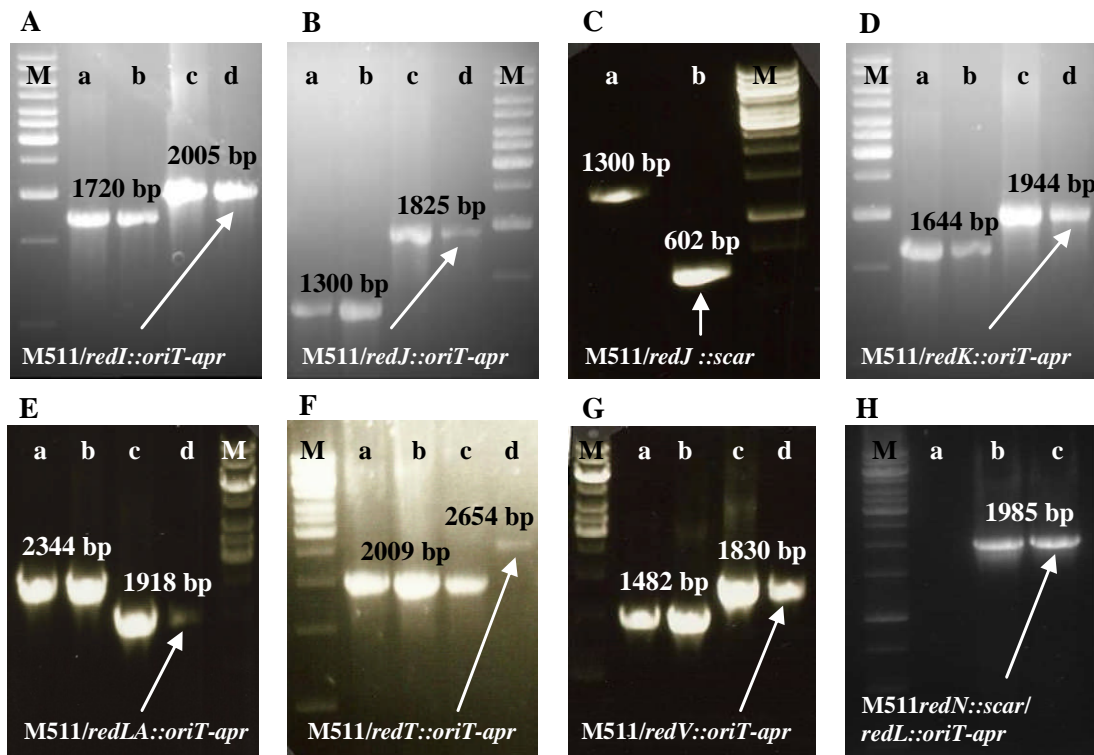 A
M a b c d
2005 bp
1720 bp
M511/redI::oriT-apr
B
a b c d M
1825 bp
1300 bp
M511/redJ::oriT-apr
C
a b M
1300 bp
602 bp
M511/redJ ::scar
D
M a b c d
1944 bp
1644 bp
M511/redK::oriT-apr
E
a b c d M
2344 bp
1918 bp
M511/redLA::oriT-apr
F
M a b c d
2654 bp
2009 bp
M511/redT::oriT-apr
G
M a b c d
1830 bp
1482 bp
M511/redV::oriT-apr
H
M a b c
1985 bp
M511redN::scar/
redL::oriT-apr